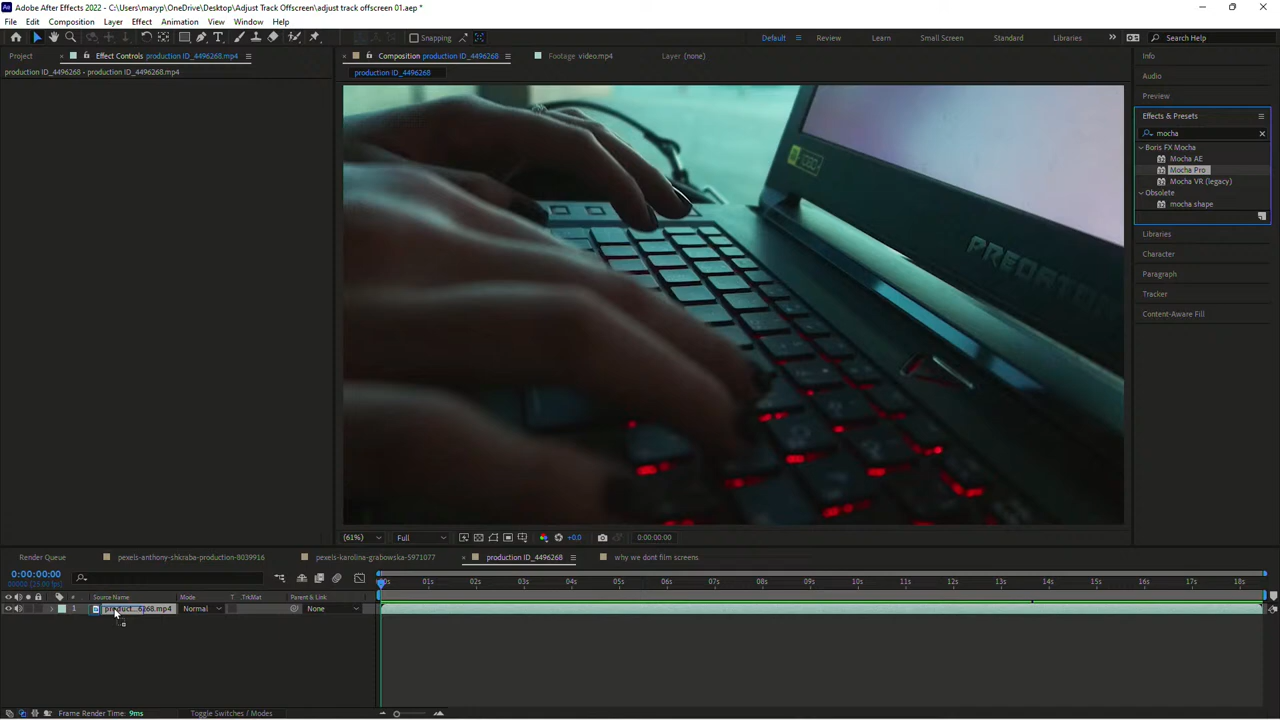 Adobe After Effects 2022 - C:\Users\maryp\OneDrive\Desktop\Adjust Track Offscreen\adjust track offscreen 01.aep *
File Edit Composition Layer Effect Animation View Window Help
Snapping Default Review Learn Small Screen Standard Libraries Search Help
Project Effect Controls production ID_4496268.mp4 Composition production ID_4496268 Footage video.mp4 Layer (none) Info
production ID_4496268 - production ID_4496268.mp4 production ID_4496268
Audio
Preview
Effects & Presets
mocha
Boris FX Mocha
Mocha AE
Mocha Pro
Mocha VR (legacy)
Obsolete
mocha shape
Libraries
Character
Paragraph
Tracker
Content-Aware Fill
PREDATOR
(61%) Full +0.0 0:00:00:00
Render Queue pexels-anthony-shkraba-production-8039916 pexels-karolina-grabowska-5971077 production ID_4496268 why we dont film screens
0:00:00:00
# Source Name Mode T .TrkMat Parent & Link
00s 01s 02s 03s 04s 05s 06s 07s 08s 09s 10s 11s 12s 13s 14s 15s 16s 17s 18s
1 product...6268.mp4 Normal None
Frame Render Time: 9ms Toggle Switches / Modes